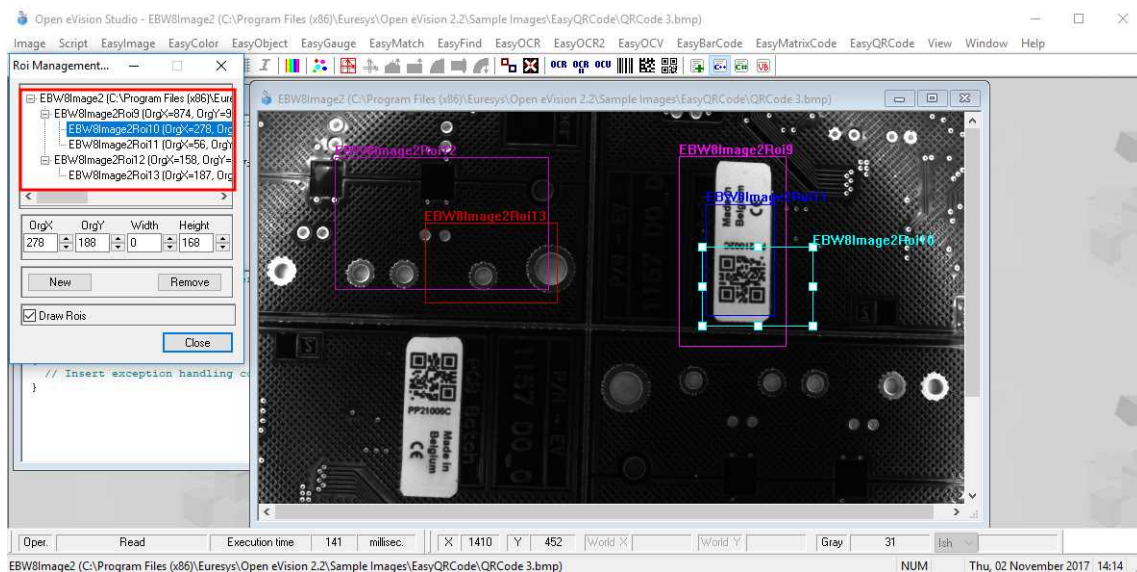 Open eVision Studio - EBW8Image2 (C:\Program Files (x86)\Euresys\Open eVision 2.2\Sample Images\EasyQRCode\QRCode 3.bmp)
Image Script EasyImage EasyColor EasyObject EasyGauge EasyMatch EasyFind EasyOCR EasyOCR2 EasyOCV EasyBarCode EasyMatrixCode EasyQRCode View Window Help
Roi Management...
EBW8Image2 (C:\Program Files (x86)\Eure
EBW8Image2Roi9 (OrgX=874, OrgY=9
EBW8Image2Roi10 (OrgX=278, Org
EBW8Image2Roi11 (OrgX=56, OrgY
EBW8Image2Roi12 (OrgX=158, OrgY=
EBW8Image2Roi13 (OrgX=187, Org
OrgX OrgY Width Height
278 188 0 168
New Remove
Draw Rois
Close
// Insert exception handling co
}
EBW8Image2 (C:\Program Files (x86)\Euresys\Open eVision 2.2\Sample Images\EasyQRCode\QRCode 3.bmp)
EBW8Image2Roi12
EBW8Image2Roi9
EBW8Image2Roi11
EBW8Image2Roi13
EBW8Image2Roi10
Made in
Belgium
CE
PP21006C
Made in
Belgium
CE
Oper. Read Execution time 141 millisec. X 1410 Y 452 World X World Y Gray 31 Ish
EBW8Image2 (C:\Program Files (x86)\Euresys\Open eVision 2.2\Sample Images\EasyQRCode\QRCode 3.bmp) NUM Thu, 02 November 2017 14:14